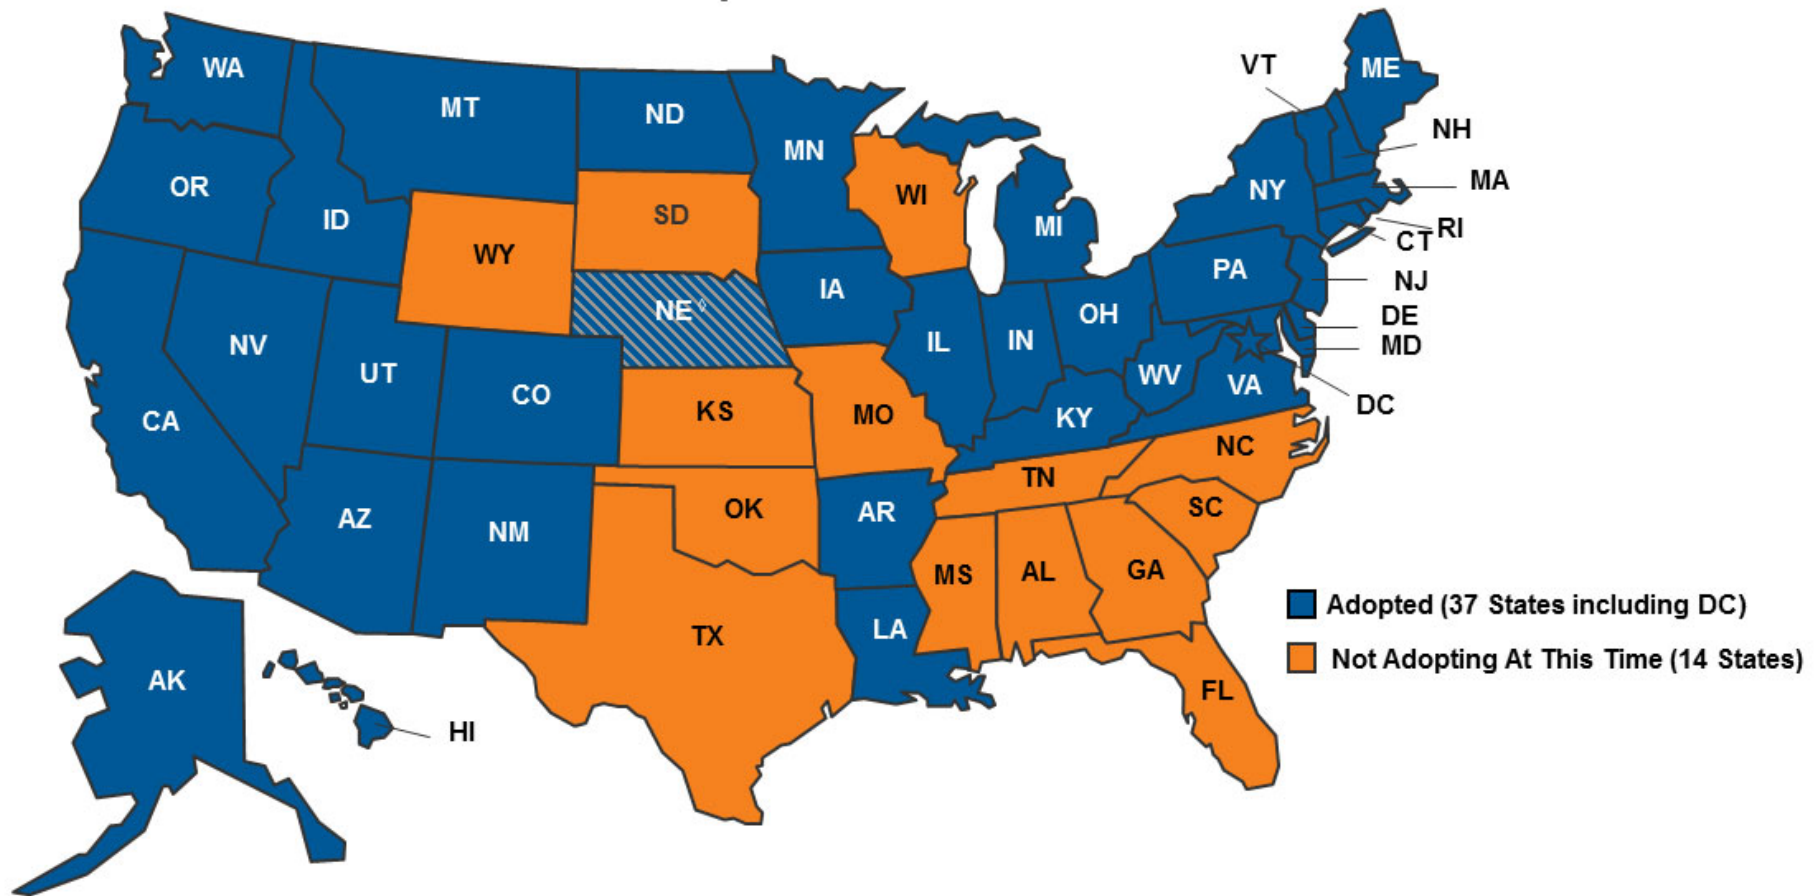 WA
MT
ND
MN
VT
ME
NH
OR
ID
WY
SD
WI
MI
NY
MA
RI
CT
NE◊
IA
PA
NJ
NV
UT
CO
IL
IN
OH
DE
MD
CA
KS
MO
KY
WV
VA
DC
AZ
NM
OK
AR
TN
NC
SC
TX
LA
MS
AL
GA
FL
AK
HI
Adopted (37 States including DC)
Not Adopting At This Time (14 States)